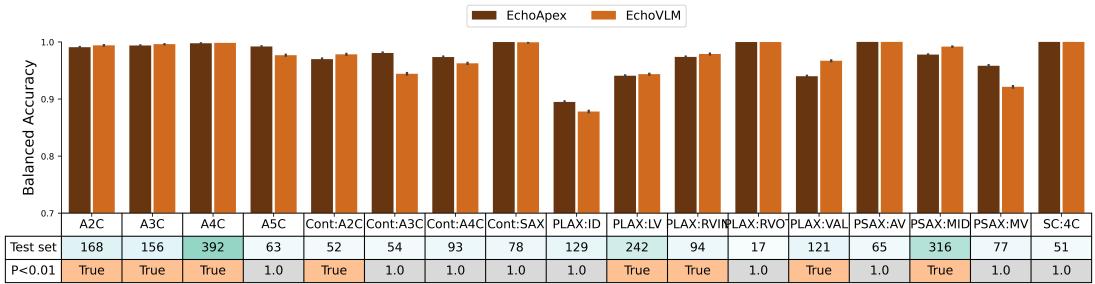 EchoApex EchoVLM
Balanced Accuracy
1.0
0.9
0.8
0.7
A2C A3C A4C A5C Cont:A2C Cont:A3C Cont:A4C Cont:SAX PLAX:ID PLAX:LV PLAX:RVIN PLAX:RVOT PLAX:VAL PSAX:AV PSAX:MID PSAX:MV SC:4C
Test set 168 156 392 63 52 54 93 78 129 242 94 17 121 65 316 77 51
P<0.01 True True True 1.0 True 1.0 1.0 1.0 1.0 True True 1.0 True 1.0 True 1.0 1.0